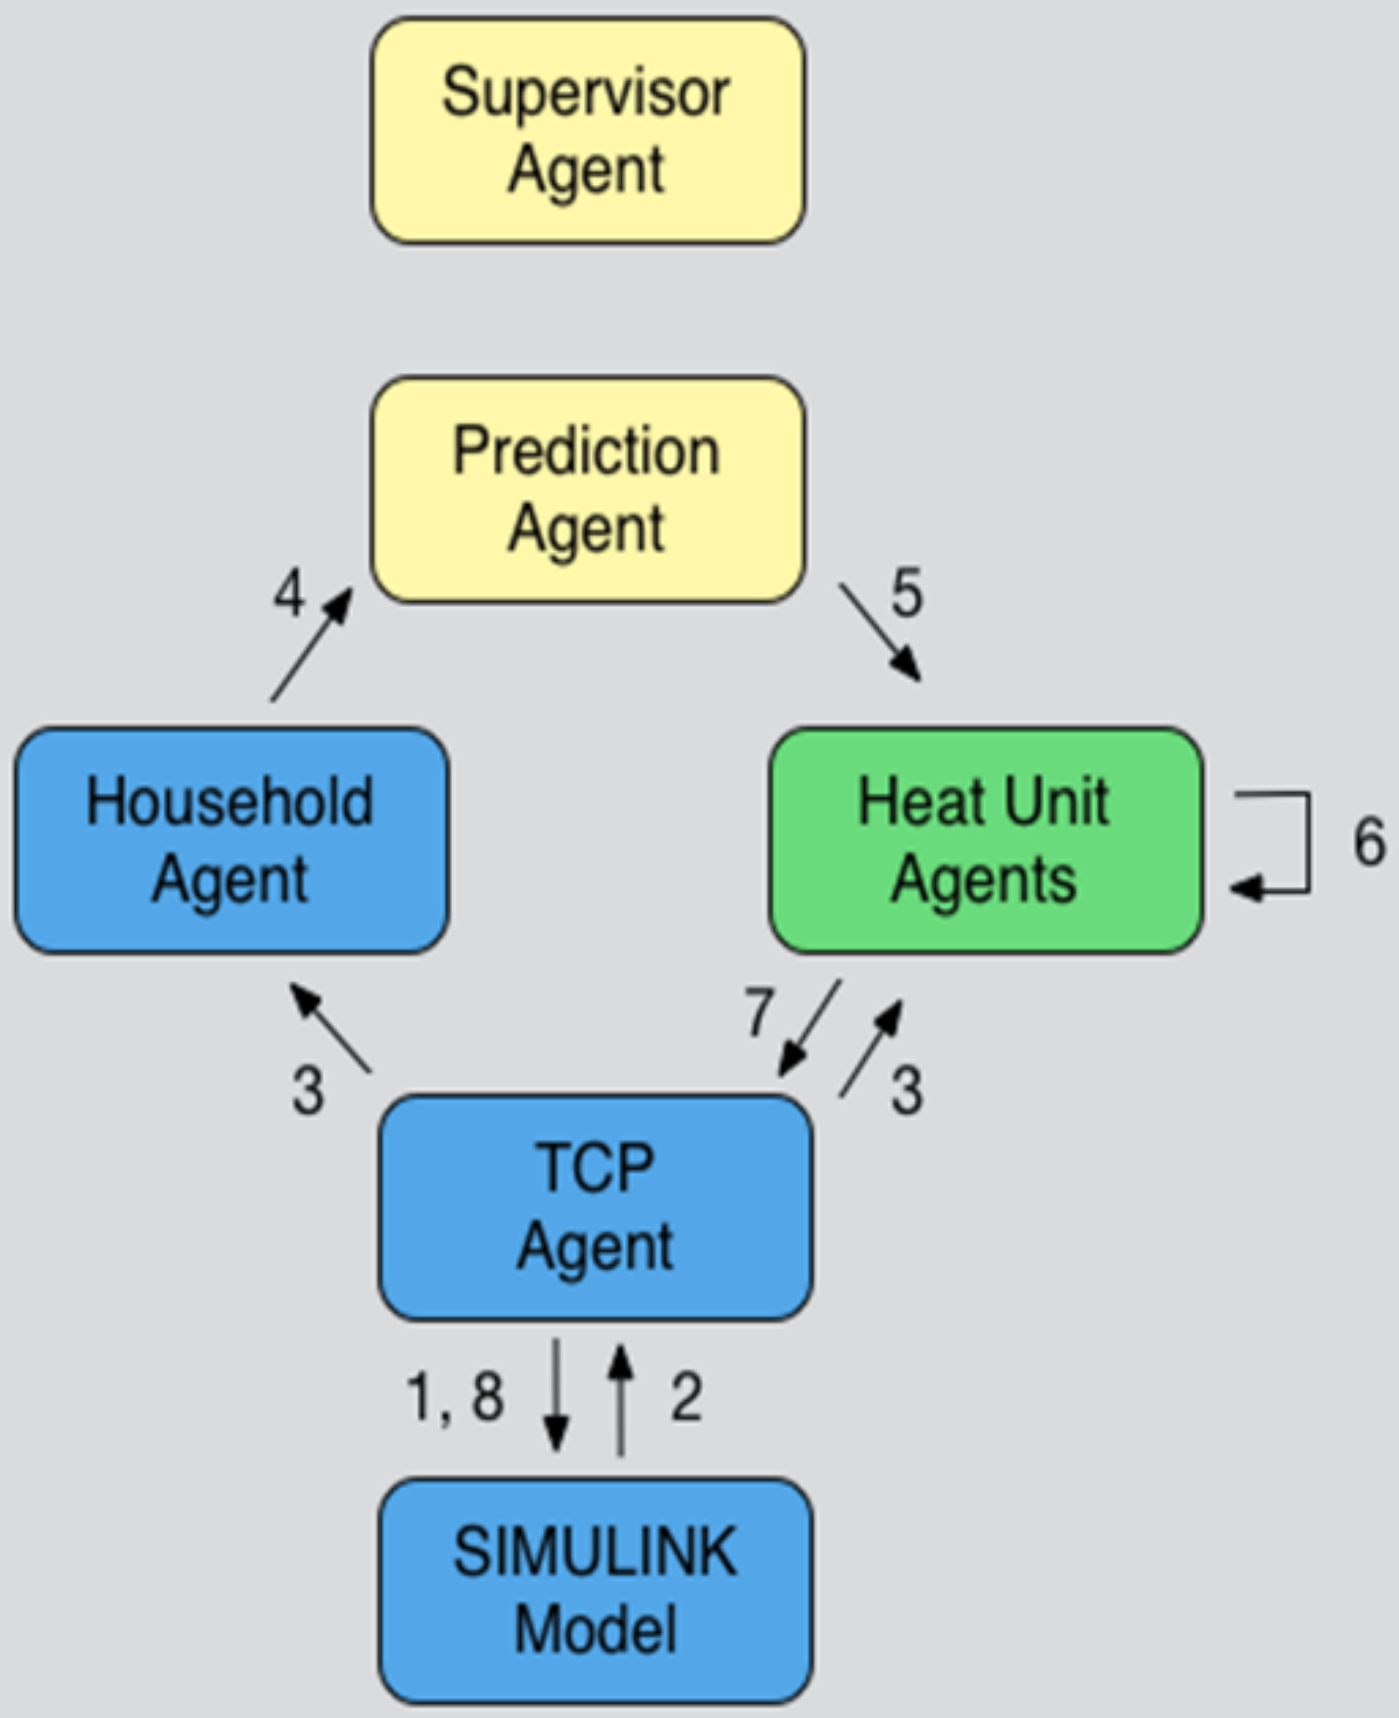 Supervisor
Agent
Prediction
Agent
4
5
Household
Agent
Heat Unit
Agents
6
7
3
3
TCP
Agent
1, 8
2
SIMULINK
Model